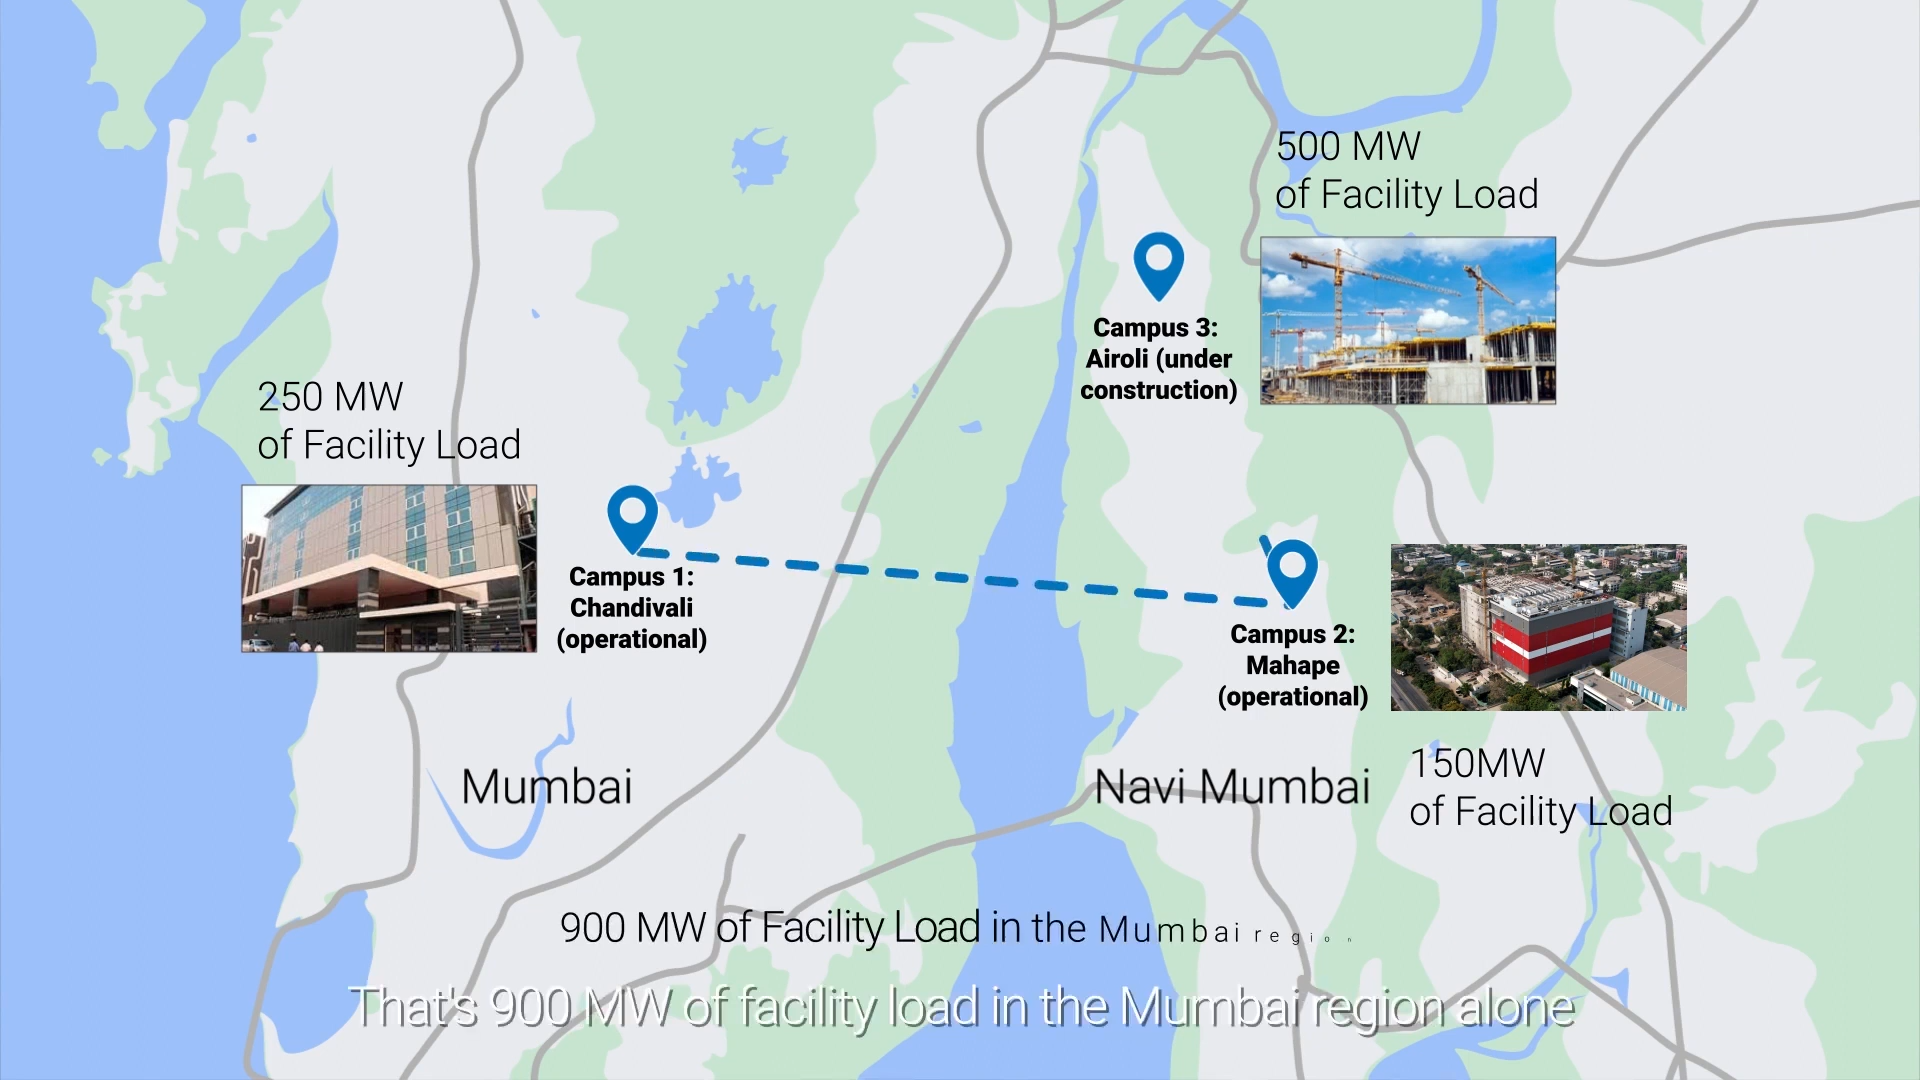 500 MW
of Facility Load
Campus 3:
Airoli (under
construction)
250 MW
of Facility Load
Campus 1:
Chandivali
(operational)
Campus 2:
Mahape
(operational)
150MW
of Facility Load
Mumbai
Navi Mumbai
900 MW of Facility Load in the Mumbai region
That's 900 MW of facility load in the Mumbai region alone